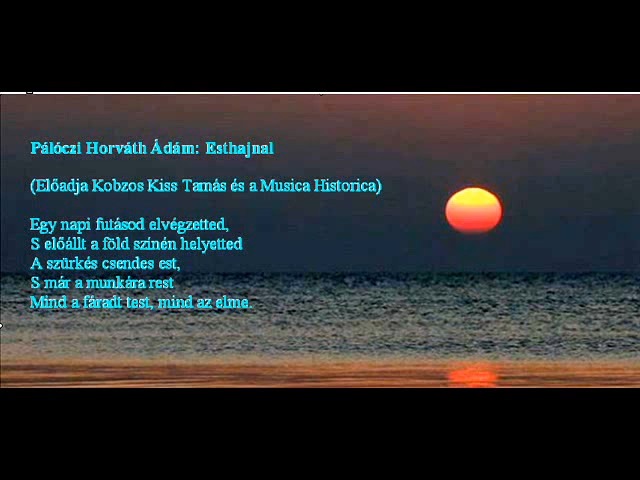 Pálóczi Horváth Ádám: Esthajnal
(Előadja Kobzos Kiss Tamás és a Musica Historica)
Egy napi futásod elvégzetted,
S előállt a föld színén helyetted
A szürkés csendes est,
S már a munkára rest
Mind a fáradt test, mind az elme.